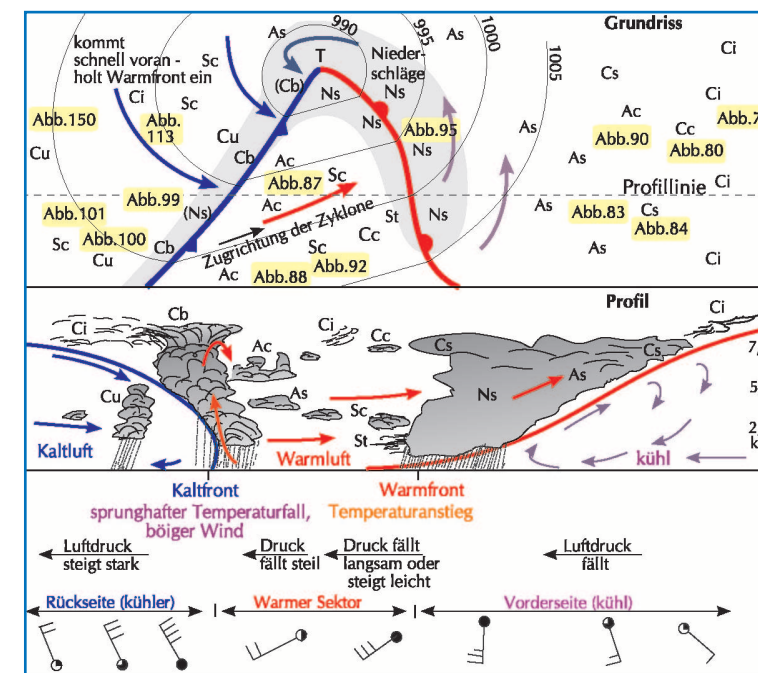 Grundriss
kommt
schnell voran -
holt Warmfront ein
990
995
1000
1005
As
T
Nieder-
schläge
As
Ci
Sc
(Cb)
Ns
Ns
Cs
Ci
Sc
Ci
Abb.150
Abb.
113
Cu
Ns
Abb.95
As
Ac
Abb.90
Cc
Abb.80
Abb.7
Cu
Cb
Ac
Ns
As
Abb.87
Sc
Profillinie
Ci
Abb.99
(Ns)
Ac
St
Ns
As
Abb.83
Cs
Abb.84
Abb.101
Abb.100
Sc
Cu
Cb
Zugrichtung der Zyklone
Sc
Cc
As
Ci
Ac
Abb.88
Abb.92
Profil
Ci
Cb
Ci
Ci
Cc
Cs
Cs
7,
Ac
As
Ns
As
5
Cu
Sc
St
2
k
Kaltluft
Warmluft
kühl
Kaltfront
Warmfront
sprunghafter Temperaturfall,
böiger Wind
Temperaturanstieg
Luftdruck
steigt stark
Druck
fällt steil
Druck fällt
langsam oder
steigt leicht
Luftdruck
fällt
Rückseite (kühler)
Warmer Sektor
Vorderseite (kühl)